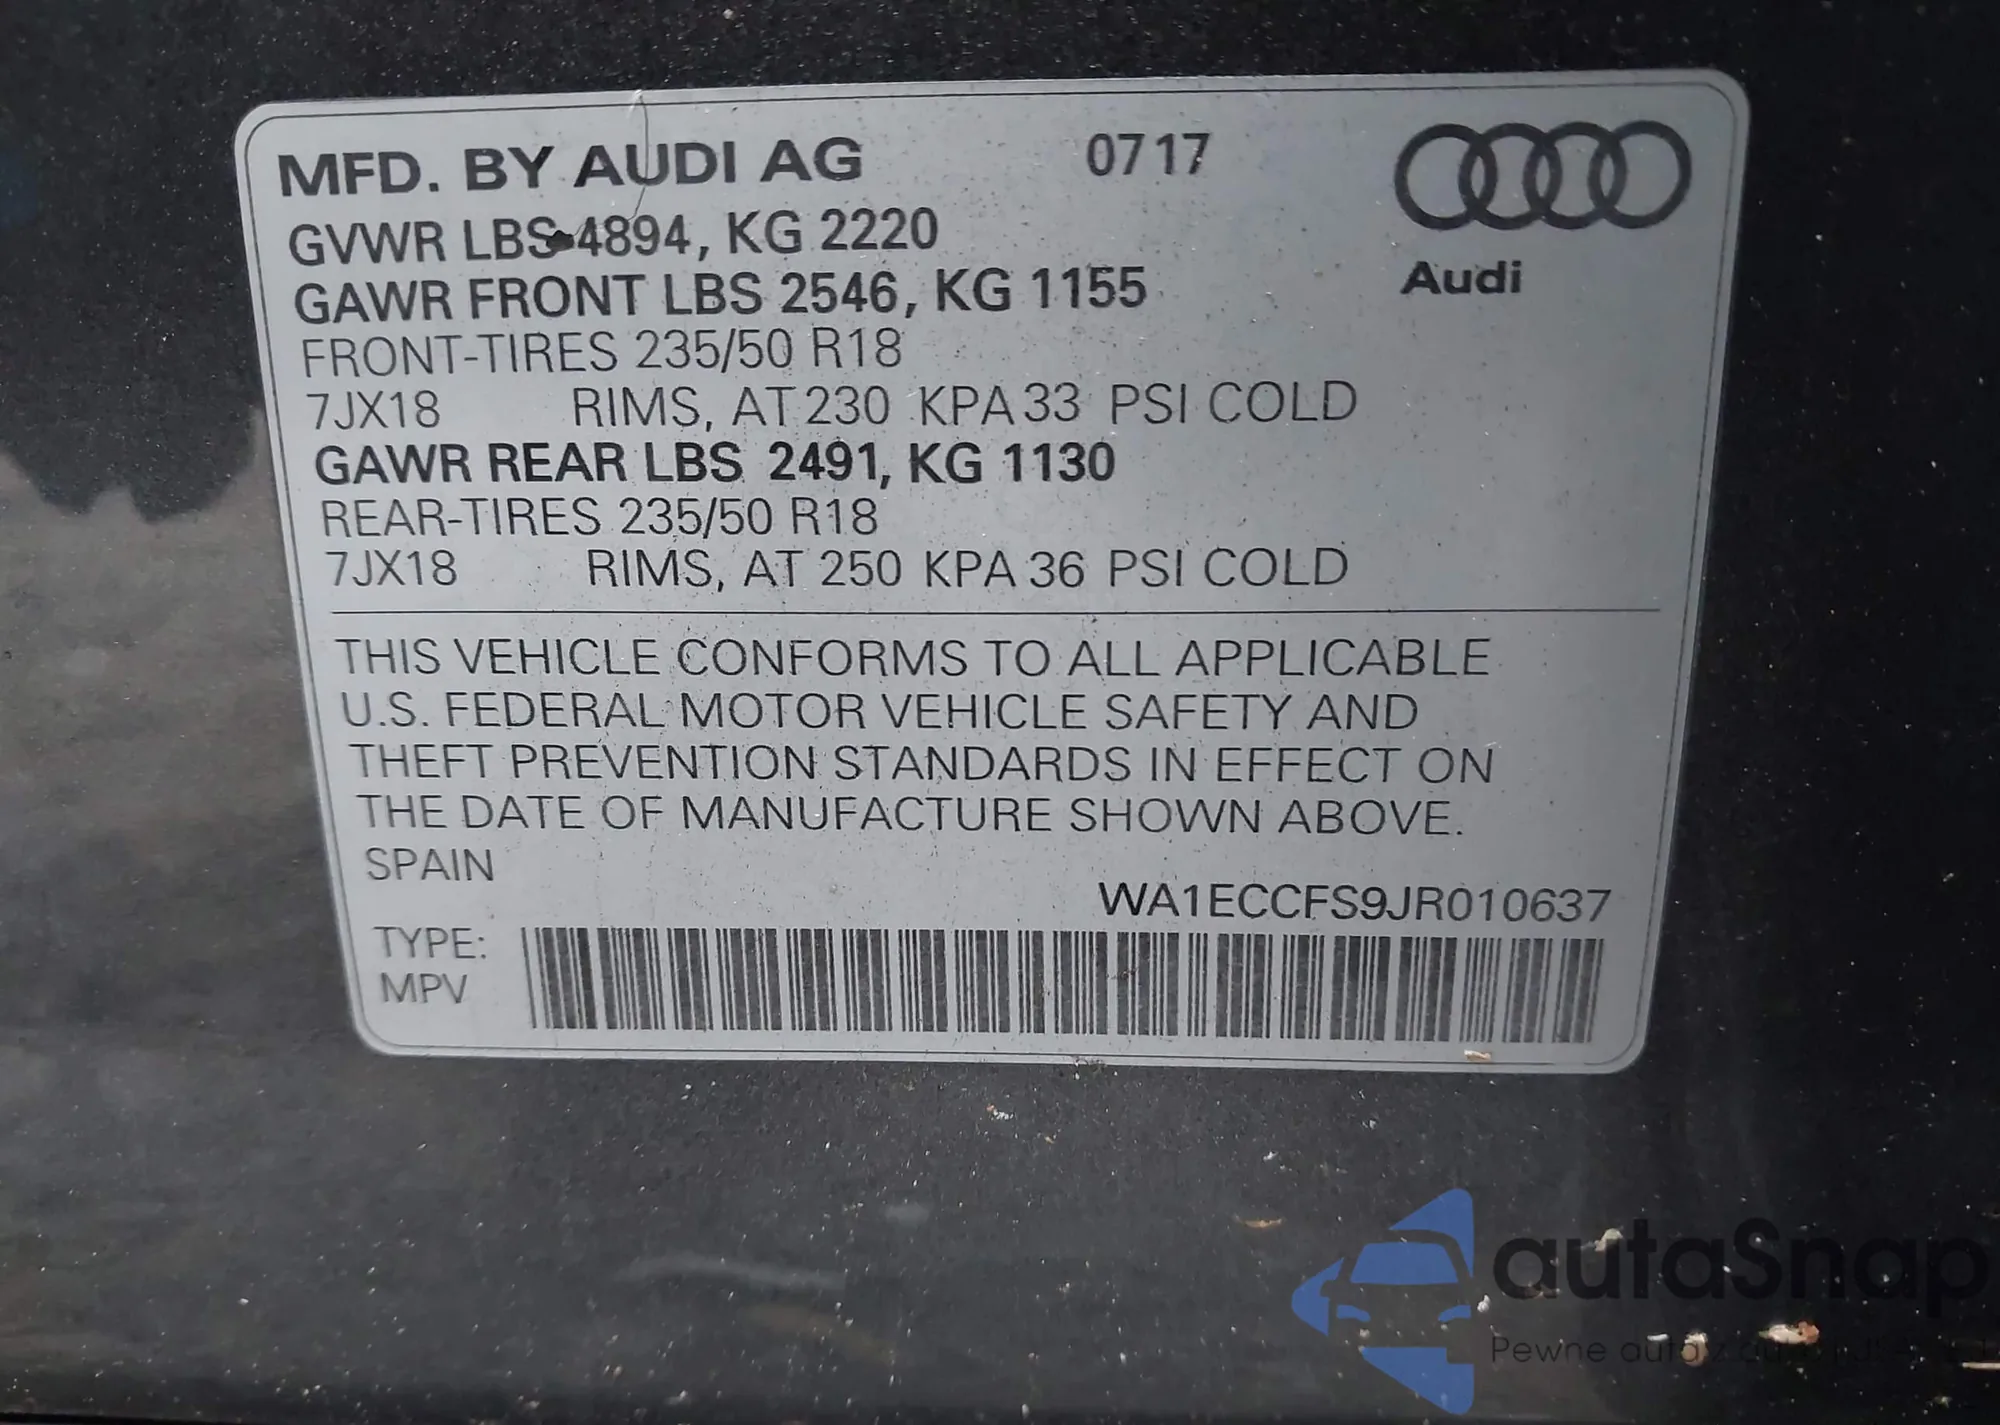 MFD. BY AUDI AG 0717
GVWR LBS 4894, KG 2220
GAWR FRONT LBS 2546, KG 1155
Audi
FRONT-TIRES 235/50 R18
7JX18 RIMS, AT 230 KPA 33 PSI COLD
GAWR REAR LBS 2491, KG 1130
REAR-TIRES 235/50 R18
7JX18 RIMS, AT 250 KPA 36 PSI COLD
THIS VEHICLE CONFORMS TO ALL APPLICABLE
U.S. FEDERAL MOTOR VEHICLE SAFETY AND
THEFT PREVENTION STANDARDS IN EFFECT ON
THE DATE OF MANUFACTURE SHOWN ABOVE.
SPAIN
WA1ECCFS9JR010637
TYPE:
MPV
autaSnap
Pewne auta z